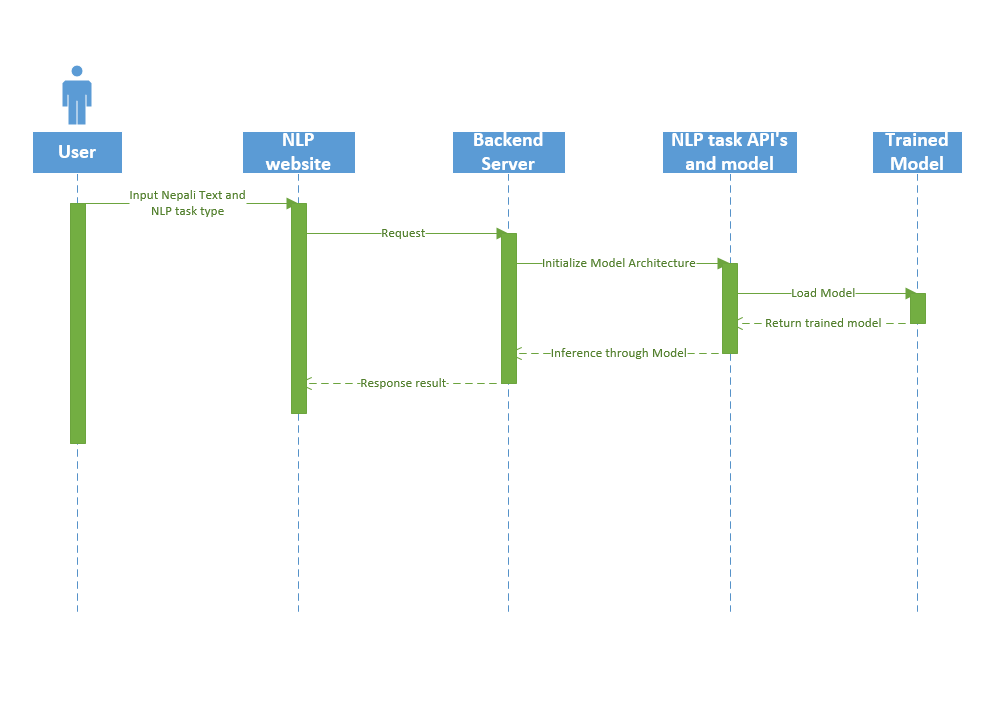 User
NLP
website
Backend
Server
NLP task API's
and model
Trained
Model
Input Nepali Text and
NLP task type
Request
Initialize Model Architecture
Load Model
Return trained model
Inference through Model
Response result